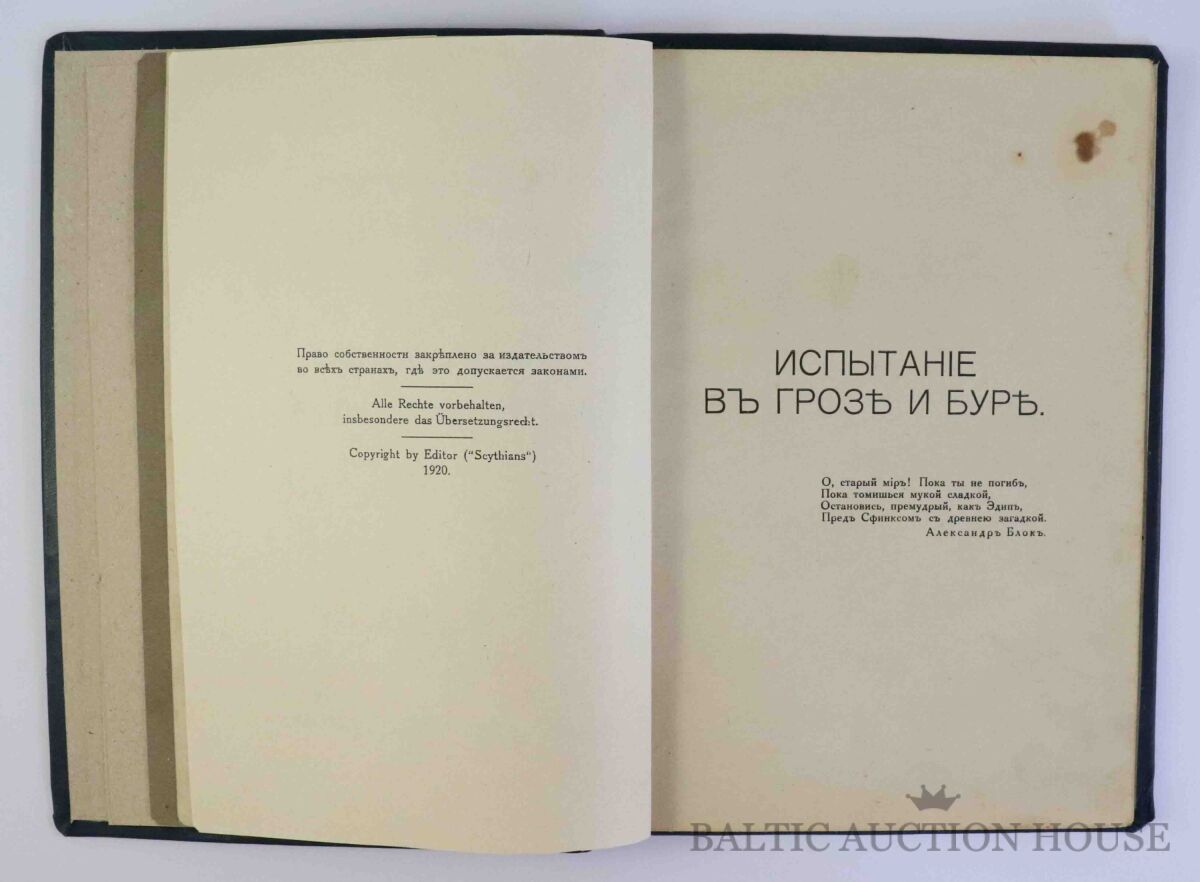 Право собственности закрѣплено за издательствомъ
во всѣхъ странахъ, гдѣ это допускается законами.
Alle Rechte vorbehalten,
insbesondere das Übersetzungsrecht.
Copyright by Editor (“Scythians“)
1920.
ИСПЫТАНІЕ
ВЪ ГРОЗѢ И БУРѢ.
О, старый міръ! Пока ты не погибъ,
Пока томишься мукой сладкой,
Остановись, премудрый, какъ Эдипъ,
Предъ Сфинксомъ съ древнею загадкой.
Александръ Блокъ.
BALTIC AUCTION HOUSE